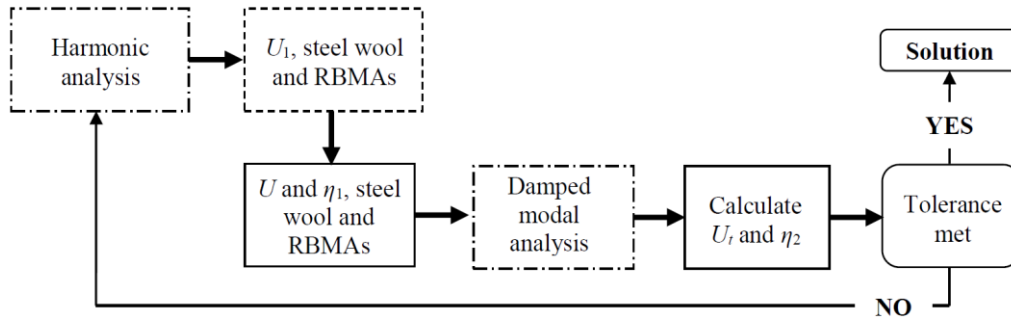 Harmonic
analysis
U₁, steel wool
and RBMAs
U and η₁, steel
wool and
RBMAs
Damped
modal
analysis
Calculate
Uₜ and η₂
Tolerance
met
YES
Solution
NO